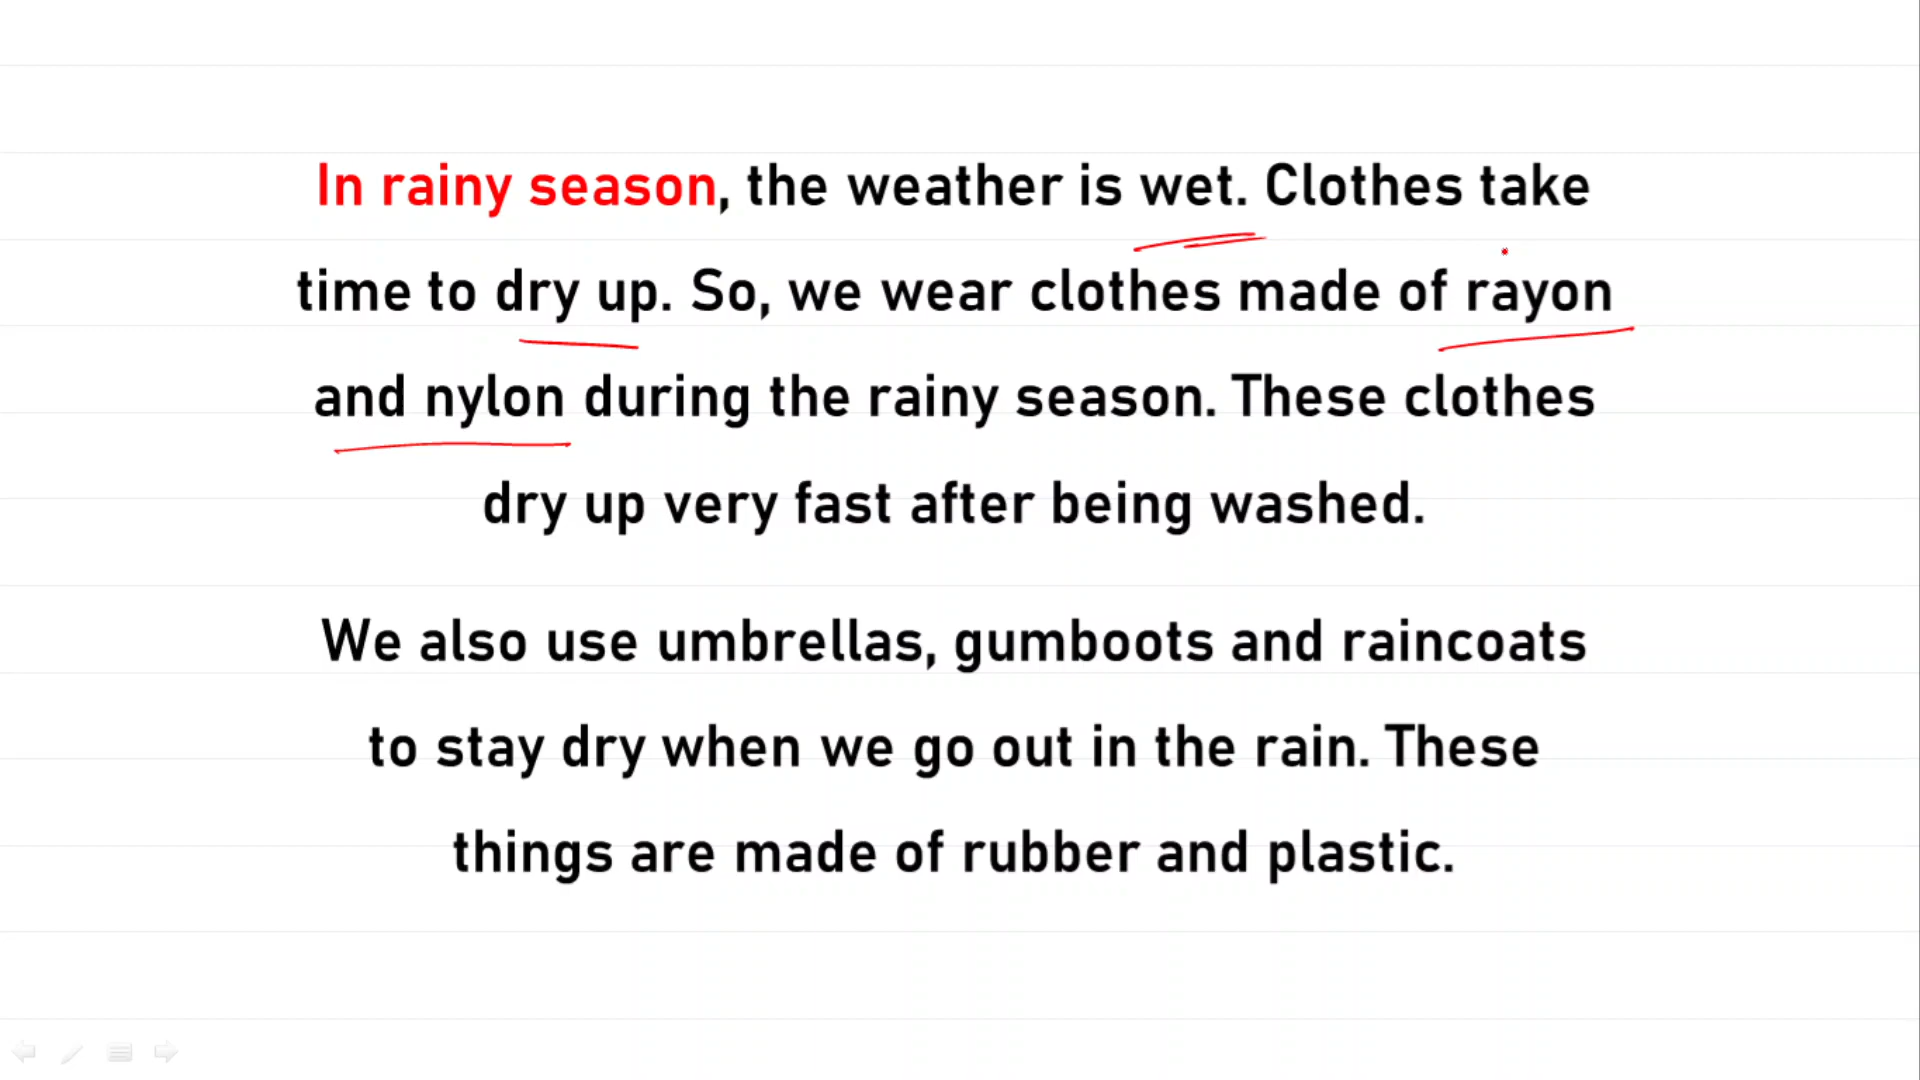 In rainy season, the weather is wet. Clothes take
time to dry up. So, we wear clothes made of rayon
and nylon during the rainy season. These clothes
dry up very fast after being washed.
We also use umbrellas, gumboots and raincoats
to stay dry when we go out in the rain. These
things are made of rubber and plastic.